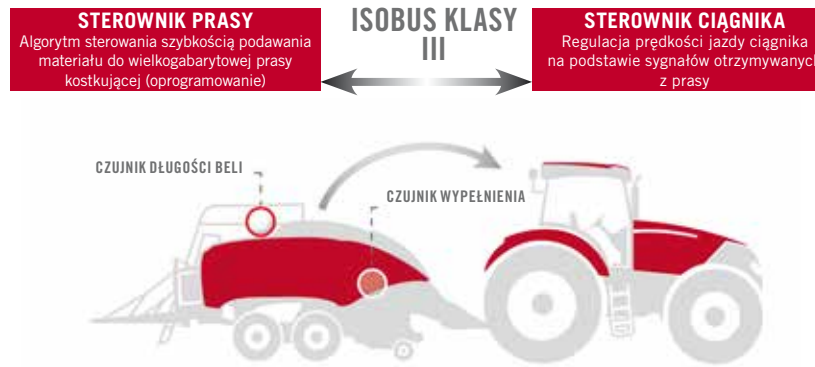 STEROWNIK PRASY
Algorytm sterowania szybkością podawania
materiału do wielkogabarytowej prasy
kostkującej (oprogramowanie)
ISOBUS KLASY
III
STEROWNIK CIĄGNIKA
Regulacja prędkości jazdy ciągnika
na podstawie sygnałów otrzymywanych
z prasy
CZUJNIK DŁUGOŚCI BELI
CZUJNIK WYPEŁNIENIA